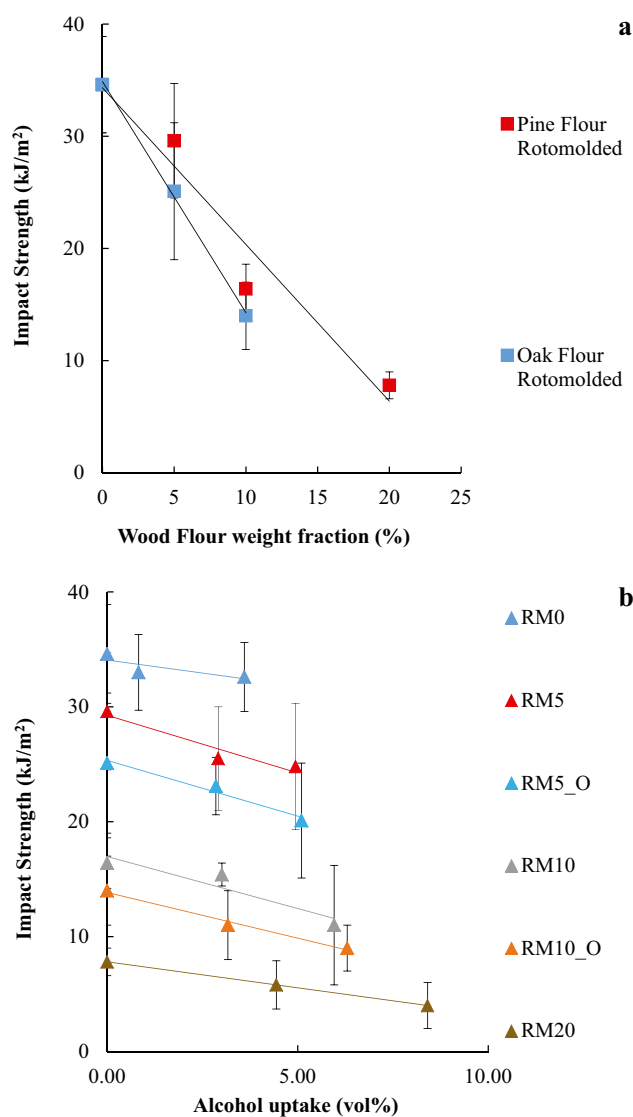 a
40
30
20
10
0
Impact Strength (kJ/m²)
0 5 10 15 20 25
Wood Flour weight fraction (%)
Pine Flour
Rotomolded
Oak Flour
Rotomolded
b
40
30
20
10
0
Impact Strength (kJ/m²)
0.00 5.00 10.00
Alcohol uptake (vol%)
RM0
RM5
RM5_O
RM10
RM10_O
RM20